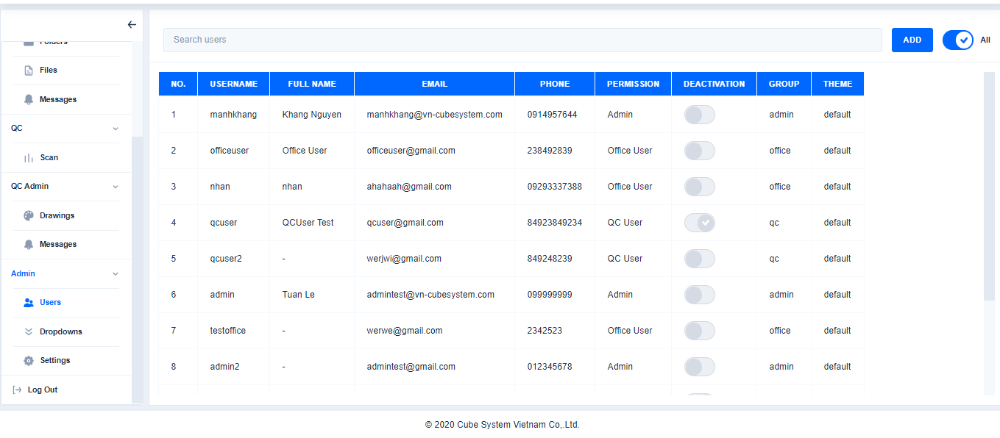 Folders
Files
Messages
QC
Scan
QC Admin
Drawings
Messages
Admin
Users
Dropdowns
Settings
Log Out
Search users
ADD
All
NO. USERNAME FULL NAME EMAIL PHONE PERMISSION DEACTIVATION GROUP THEME
1 manhkhang Khang Nguyen manhkhang@vn-cubesystem.com 0914957644 Admin admin default
2 officeuser Office User officeuser@gmail.com 238492839 Office User office default
3 nhan nhan ahahaah@gmail.com 09293337388 Office User office default
4 qcuser QCUser Test qcuser@gmail.com 84923849234 QC User qc default
5 qcuser2 - werjwi@gmail.com 849248239 QC User qc default
6 admin Tuan Le admintest@vn-cubesystem.com 099999999 Admin admin default
7 testoffice - werwe@gmail.com 2342523 Office User office default
8 admin2 - admintest@gmail.com 012345678 Admin admin default
© 2020 Cube System Vietnam Co,.Ltd.